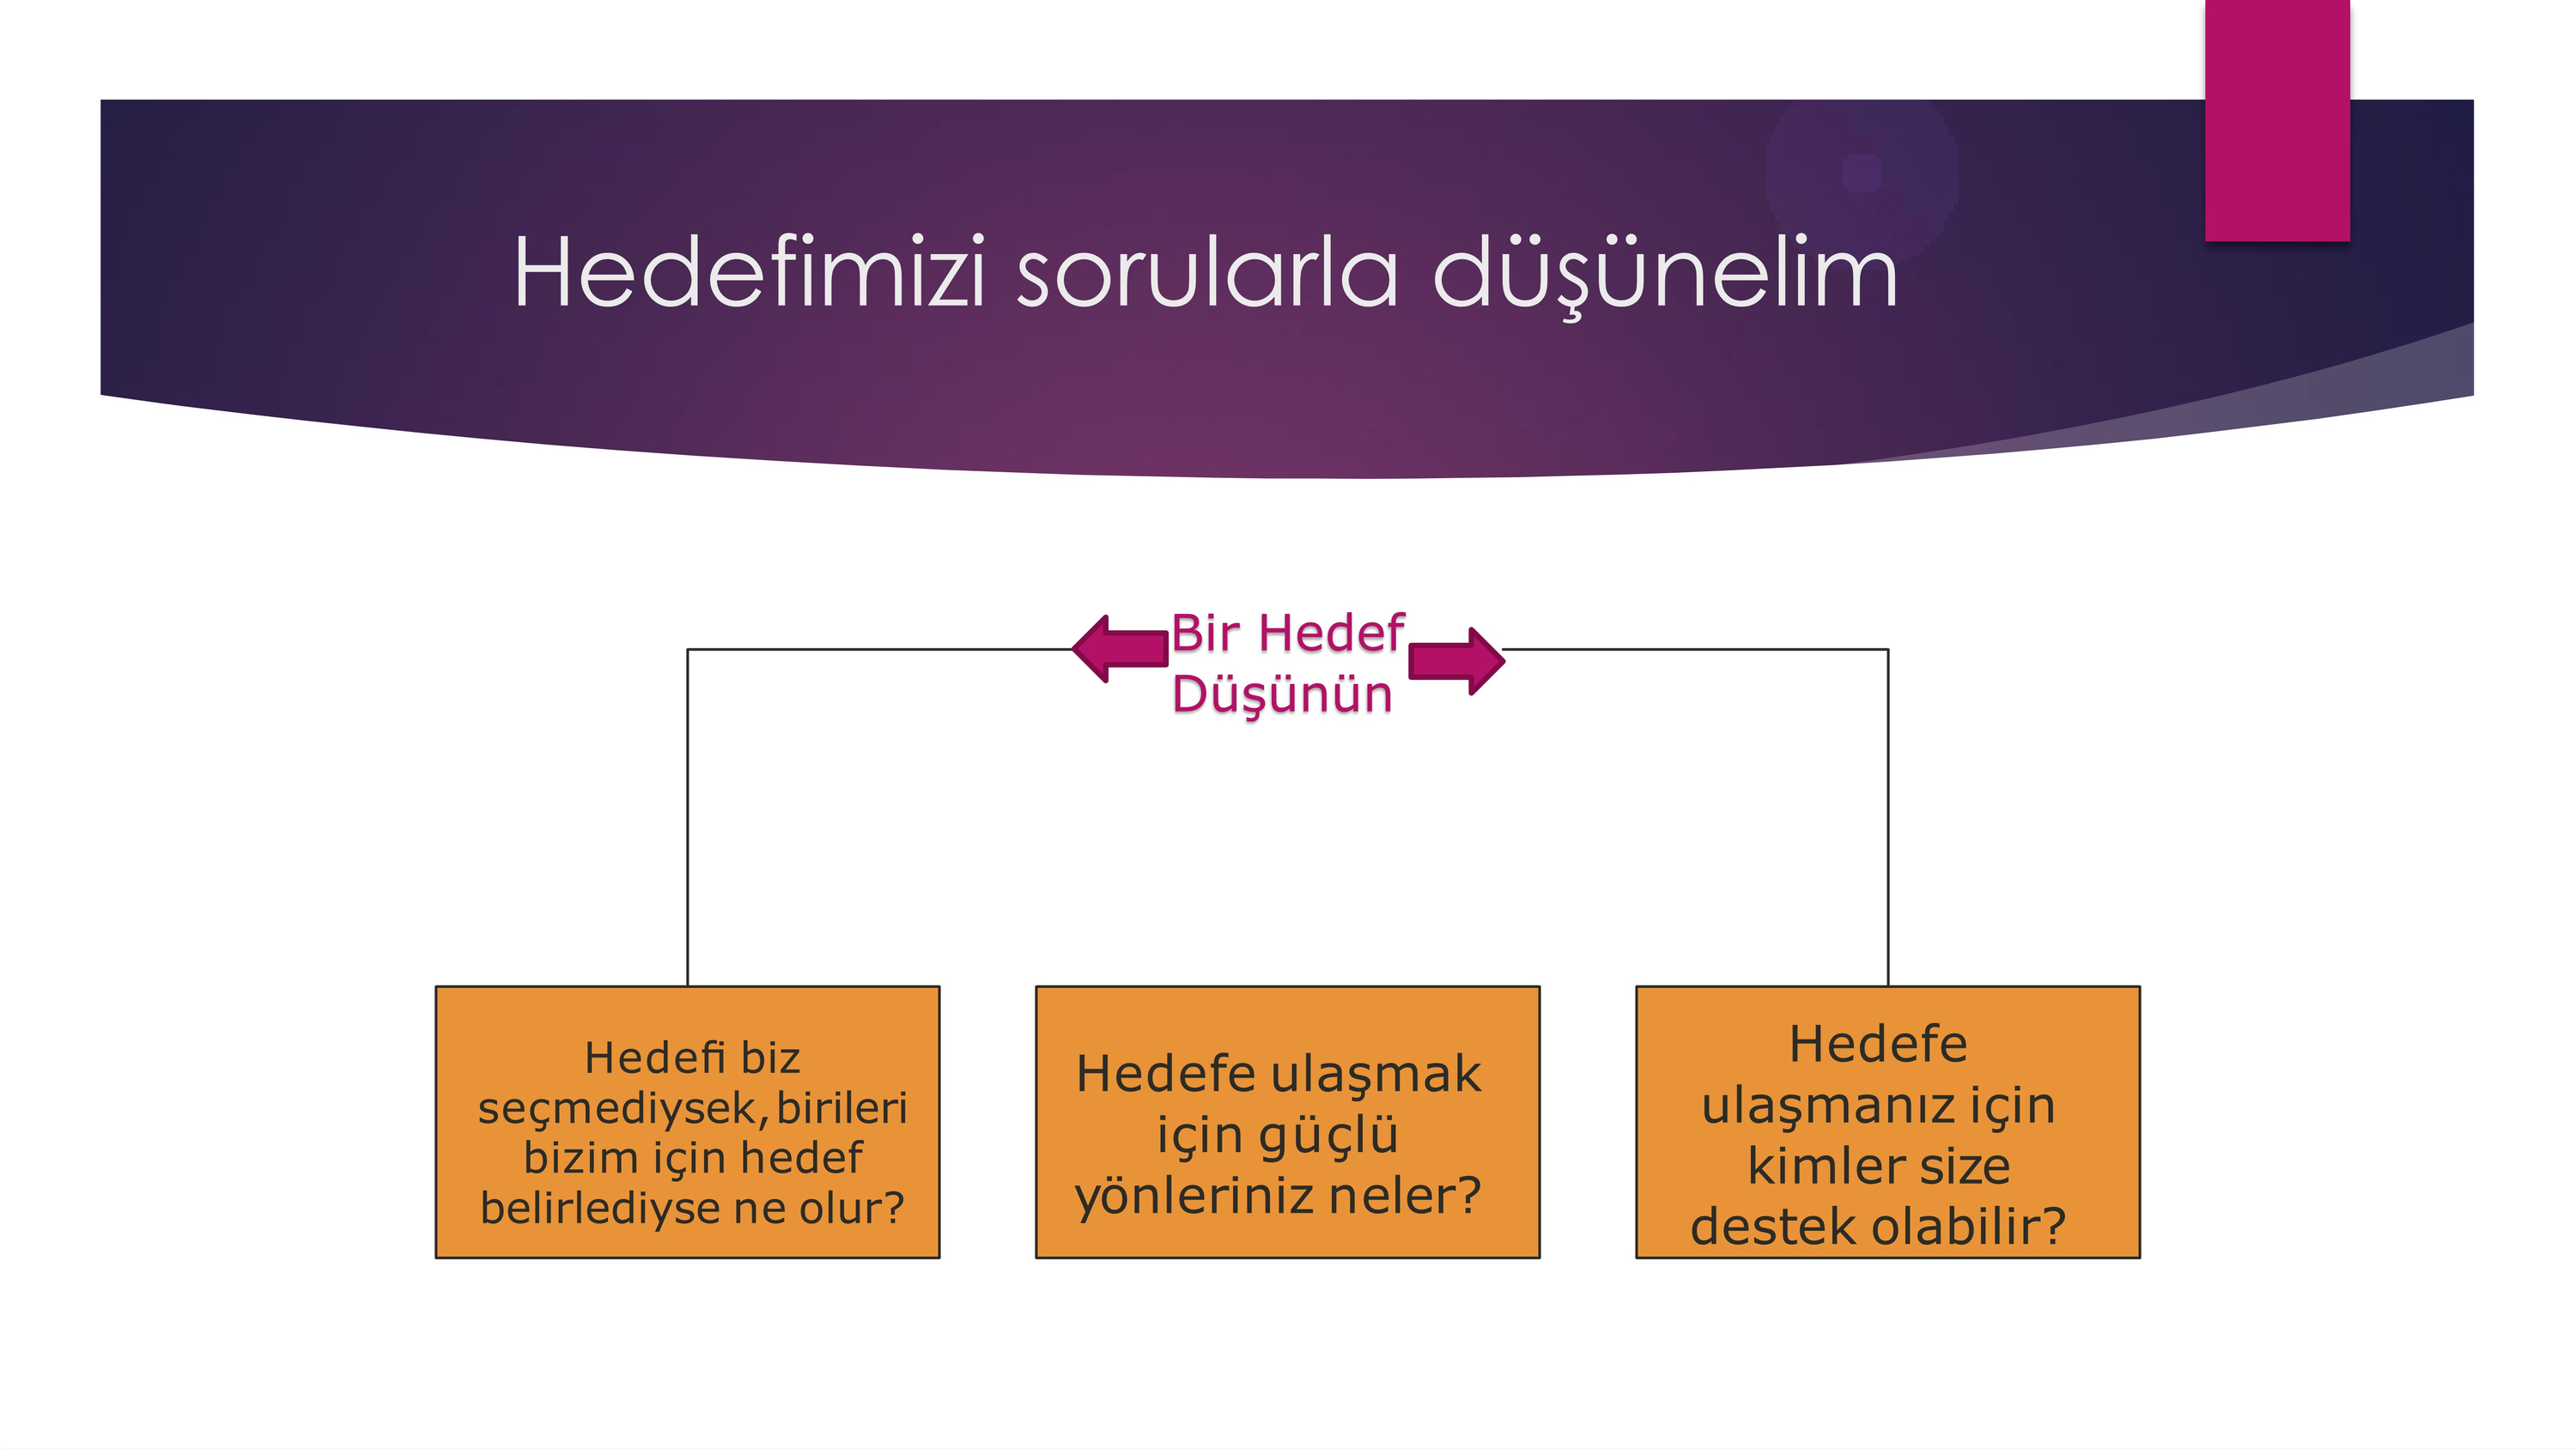 Hedefimizi sorularla düşünelim
Bir Hedef
Düşünün
Hedefi biz
seçmediysek,birileri
bizim için hedef
belirlediyse ne olur?
Hedefe ulaşmak
için güçlü
yönleriniz neler?
Hedefe
ulaşmanız için
kimler size
destek olabilir?